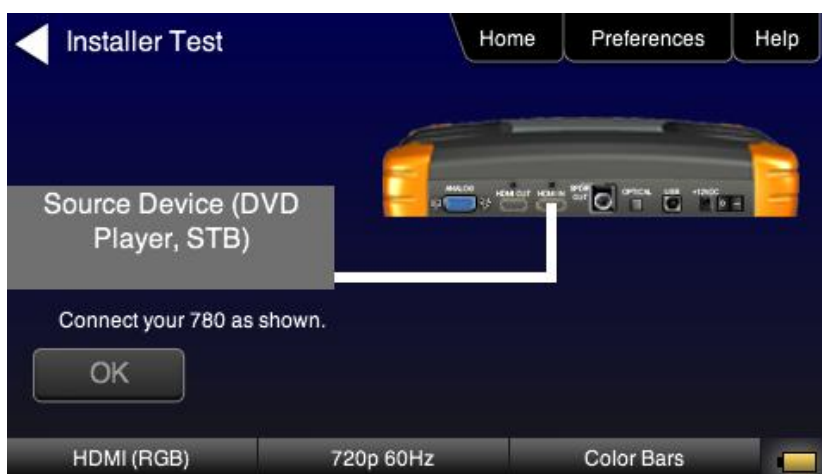 Installer Test
Home
Preferences
Help
ANALOG
HDMI OUT
HDMI IN
SPDIF
OUT
OPTICAL
USB
+12VDC
Source Device (DVD
Player, STB)
Connect your 780 as shown.
OK
HDMI (RGB)
720p 60Hz
Color Bars